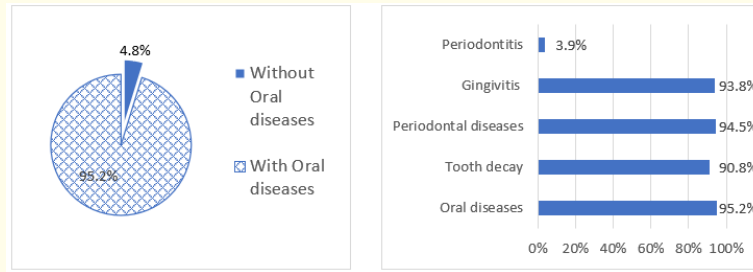 4.8%
Without
Oral
diseases
With Oral
diseases
95.2%
Periodontitis 3.9%
Gingivitis 93.8%
Periodontal diseases 94.5%
Tooth decay 90.8%
Oral diseases 95.2%
0% 20% 40% 60% 80% 100%